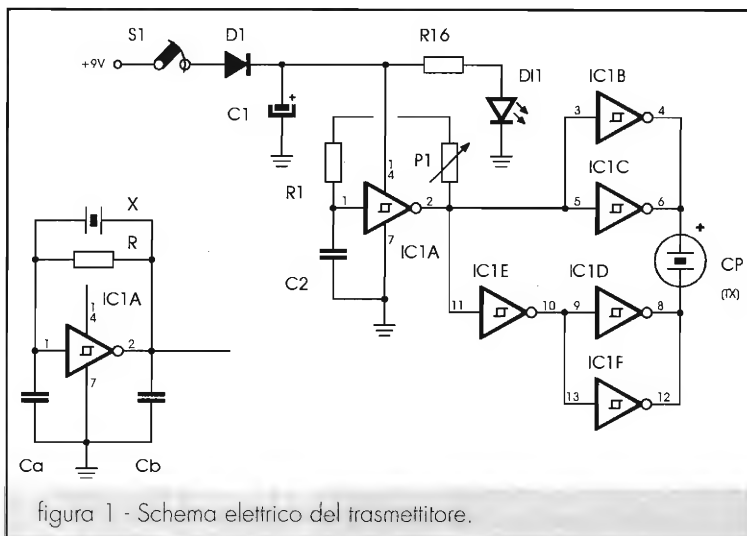 S1 D1 R16
+9V
DI1
IC1B
3 4
+
C1
P1
IC1C
5 6
R1
1
4
1 2
X
R
C2
7
IC1A
+
CP
(TX)
IC1A
IC1E
IC1D
11 10 9 8
1
4
1 2
7
IC1F
13 12
Ca Cb
figura 1 - Schema elettrico del trasmettitore.